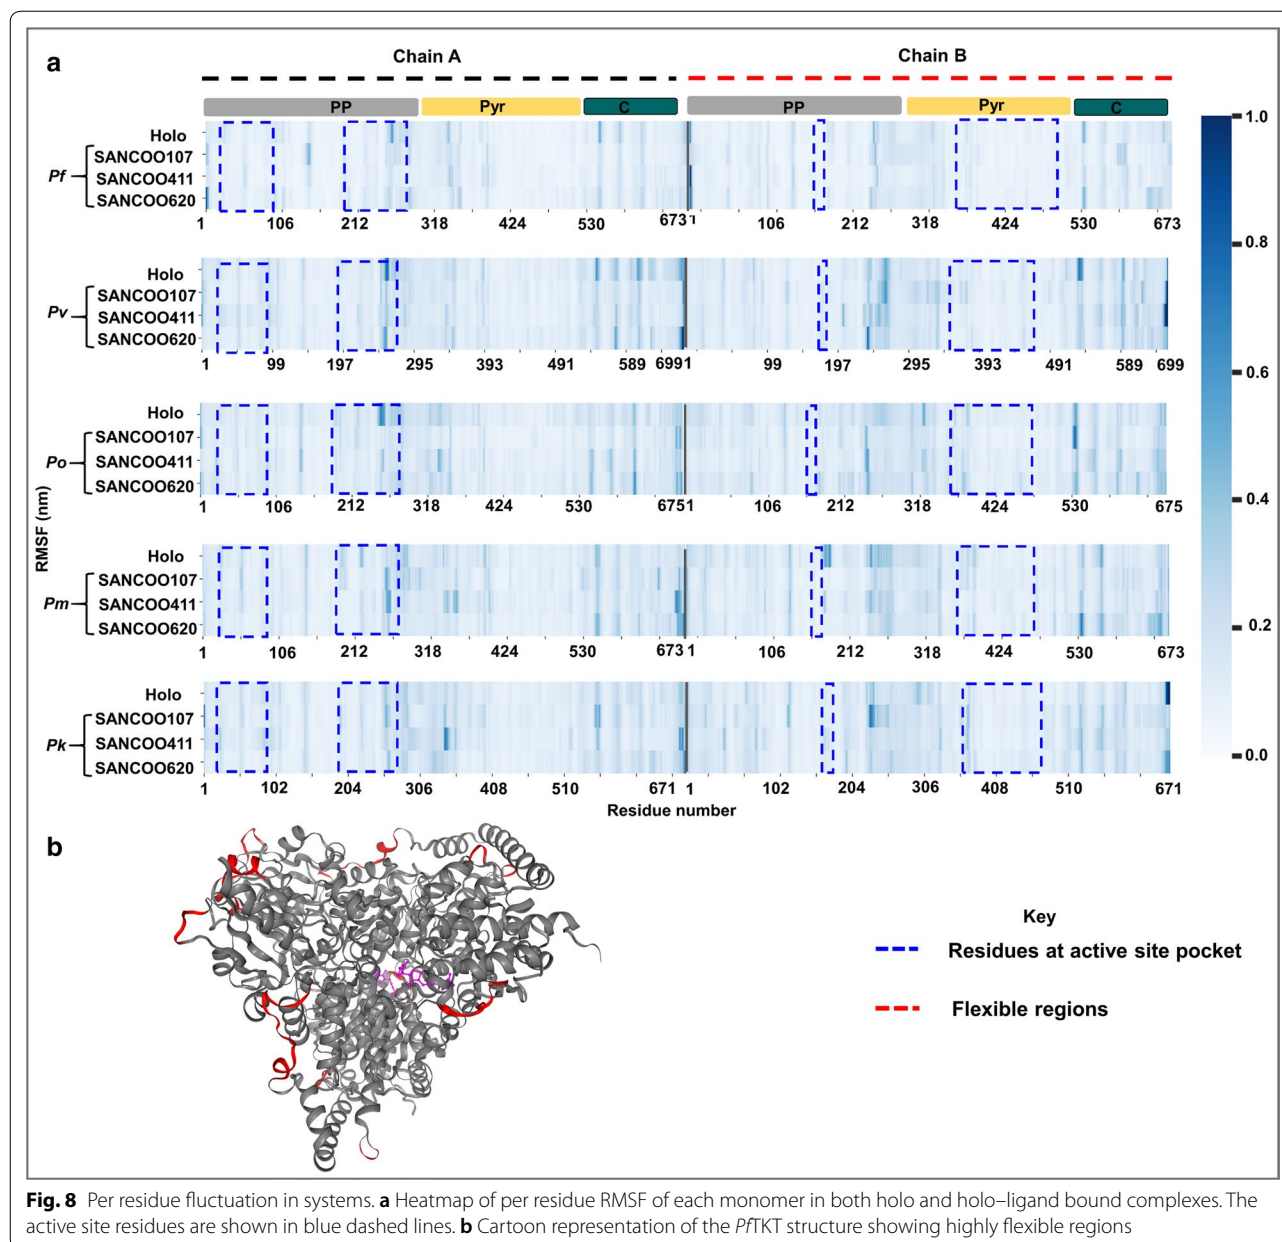 a
Chain A Chain B
PP Pyr C PP Pyr C
Holo
SANCOO107
Pf SANCOO411
SANCOO620
1 106 212 318 424 530 673 1 106 212 318 424 530 673
Holo
SANCOO107
Pv SANCOO411
SANCOO620
1 99 197 295 393 491 589 699 1 99 197 295 393 491 589 699
Holo
SANCOO107
Po SANCOO411
SANCOO620
1 106 212 318 424 530 675 1 106 212 318 424 530 675
Holo
SANCOO107
Pm SANCOO411
SANCOO620
1 106 212 318 424 530 673 1 106 212 318 424 530 673
Holo
SANCOO107
Pk SANCOO411
SANCOO620
1 102 204 306 408 510 671 1 102 204 306 408 510 671
RMSF (nm)
Residue number
1.0
0.8
0.6
0.4
0.2
0.0
b
Key
Residues at active site pocket
Flexible regions
Fig. 8 Per residue fluctuation in systems. a Heatmap of per residue RMSF of each monomer in both holo and holo–ligand bound complexes. The
active site residues are shown in blue dashed lines. b Cartoon representation of the PfTKT structure showing highly flexible regions